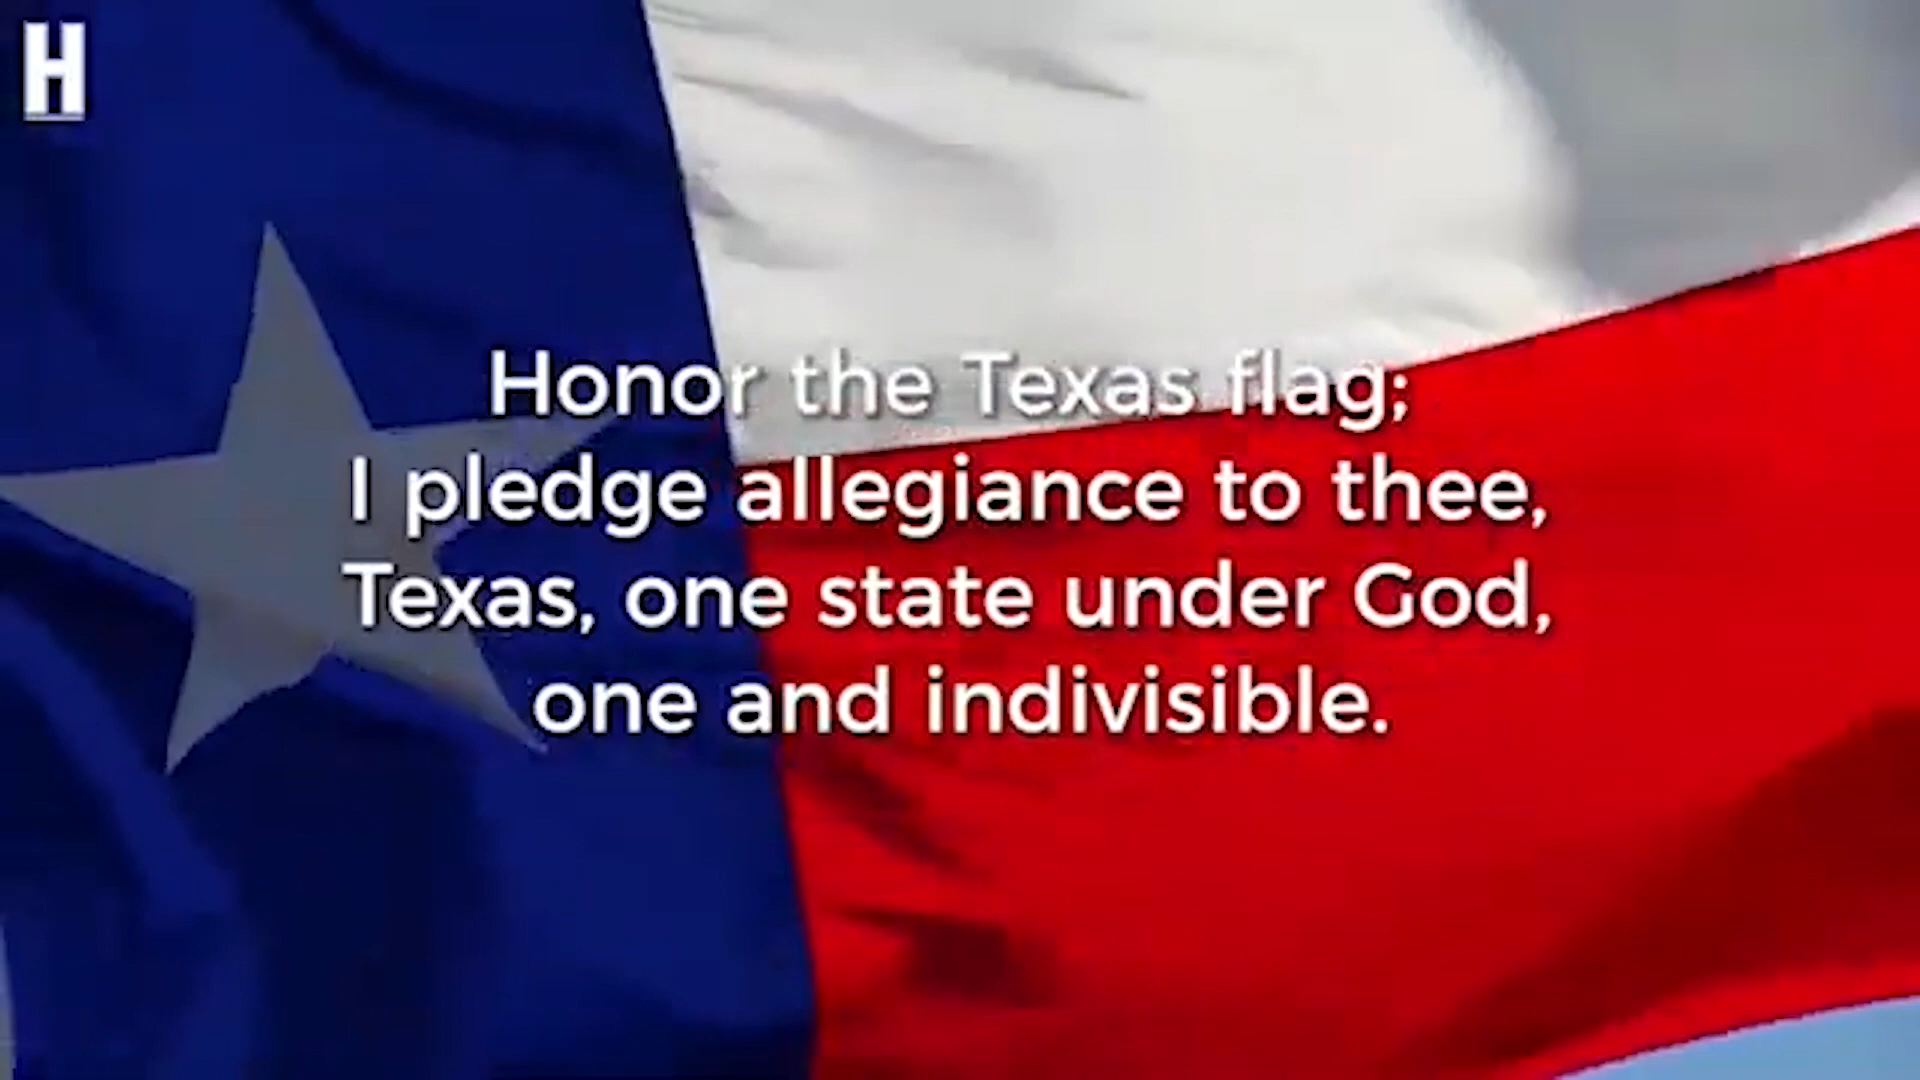 H
Honor the Texas flag;
I pledge allegiance to thee,
Texas, one state under God,
one and indivisible.